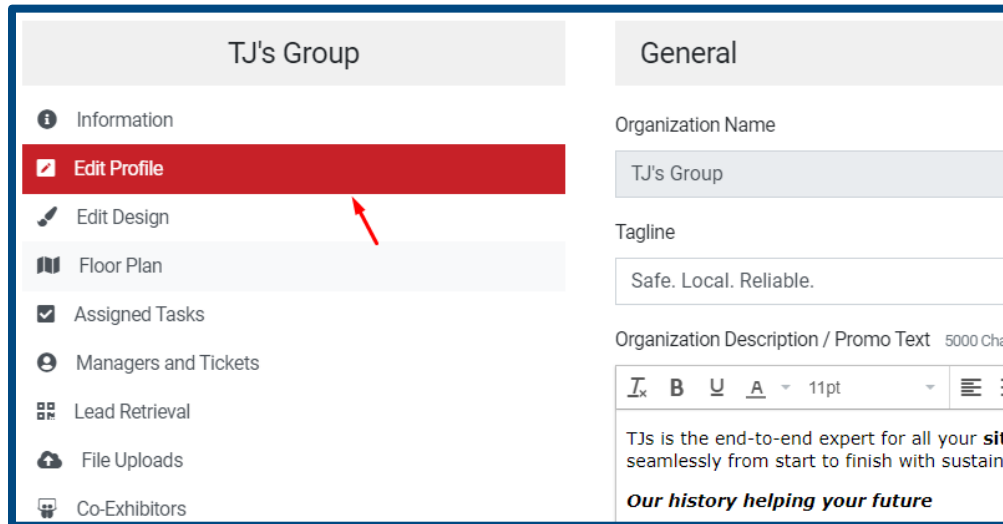 TJ's Group
Information
Edit Profile
Edit Design
Floor Plan
Assigned Tasks
Managers and Tickets
Lead Retrieval
File Uploads
Co-Exhibitors
General
Organization Name
TJ's Group
Tagline
Safe. Local. Reliable.
Organization Description / Promo Text 5000
B U A 11pt
TJs is the end-to-end expert for all your
seamlessly from start to finish with
Our history helping your future